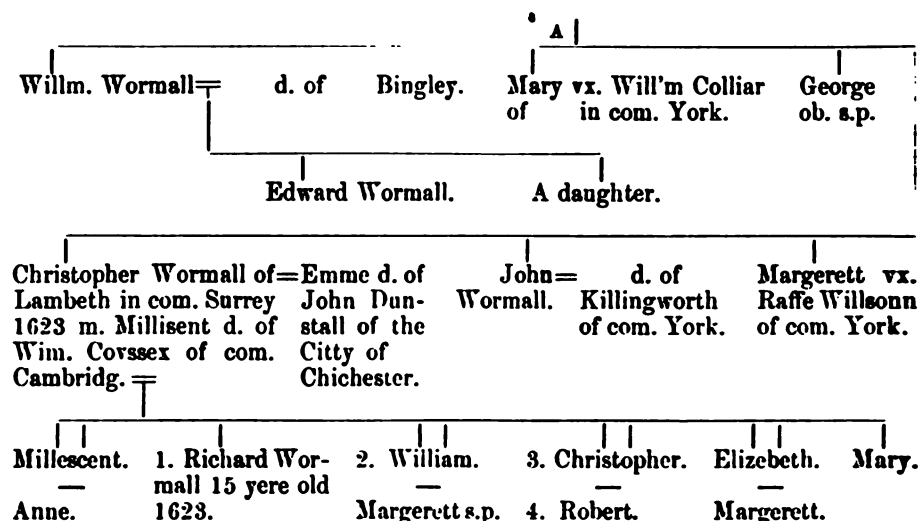 A
Willm. Wormall= d. of Bingley. Mary vx. Will'm Colliar George
of in com. York. ob. s.p.
Edward Wormall. A daughter.
Christopher Wormall of=Emme d. of John= d. of Margerett vx.
Lambeth in com. Surrey John Dun- Wormall. Killingworth Raffe Willsonn
1623 m. Millisent d. of stall of the of com. York. of com. York.
Wim. Covssex of com. Citty of
Cambridg. = Chichester.
Millescent. 1. Richard Wor- 2. William. 3. Christopher. Elizebeth. Mary.
mall 15 yere old
Anne. 1623. Margerett s.p. 4. Robert. Margerett.